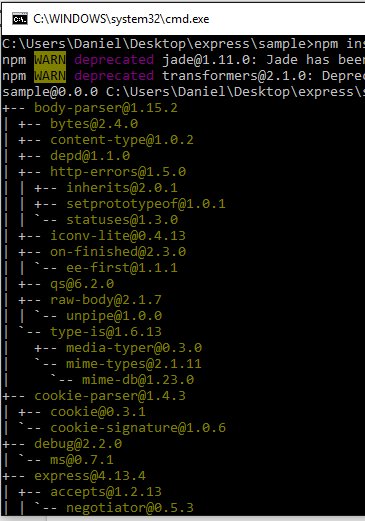 C:\WINDOWS\system32\cmd.exe
C:\Users\Daniel\Desktop\express\sample>npm ins
npm WARN deprecated jade@1.11.0: Jade has been
npm WARN deprecated transformers@2.1.0: Deprec
sample@0.0.0 C:\Users\Daniel\Desktop\express\s
+-- body-parser@1.15.2
| +-- bytes@2.4.0
| +-- content-type@1.0.2
| +-- depd@1.1.0
| +-- http-errors@1.5.0
| | +-- inherits@2.0.1
| | +-- setprototypeof@1.0.1
| | `-- statuses@1.3.0
| +-- iconv-lite@0.4.13
| +-- on-finished@2.3.0
| | `-- ee-first@1.1.1
| +-- qs@6.2.0
| +-- raw-body@2.1.7
| | `-- unpipe@1.0.0
| `-- type-is@1.6.13
|   +-- media-typer@0.3.0
|   `-- mime-types@2.1.11
|     `-- mime-db@1.23.0
+-- cookie-parser@1.4.3
| +-- cookie@0.3.1
| `-- cookie-signature@1.0.6
+-- debug@2.2.0
| `-- ms@0.7.1
+-- express@4.13.4
| +-- accepts@1.2.13
| | `-- negotiator@0.5.3